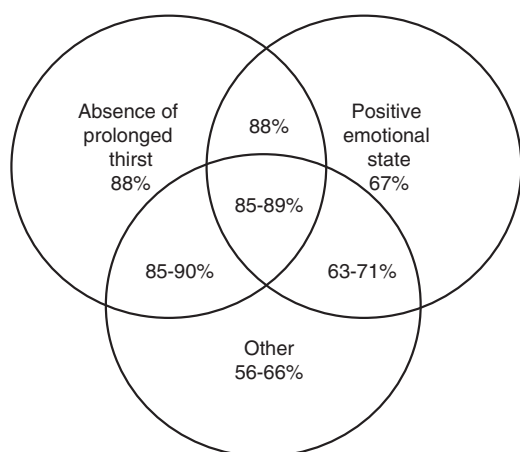 Absence of
prolonged
thirst
88%
88%
Positive
emotional
state
67%
85-89%
85-90%
63-71%
Other
56-66%